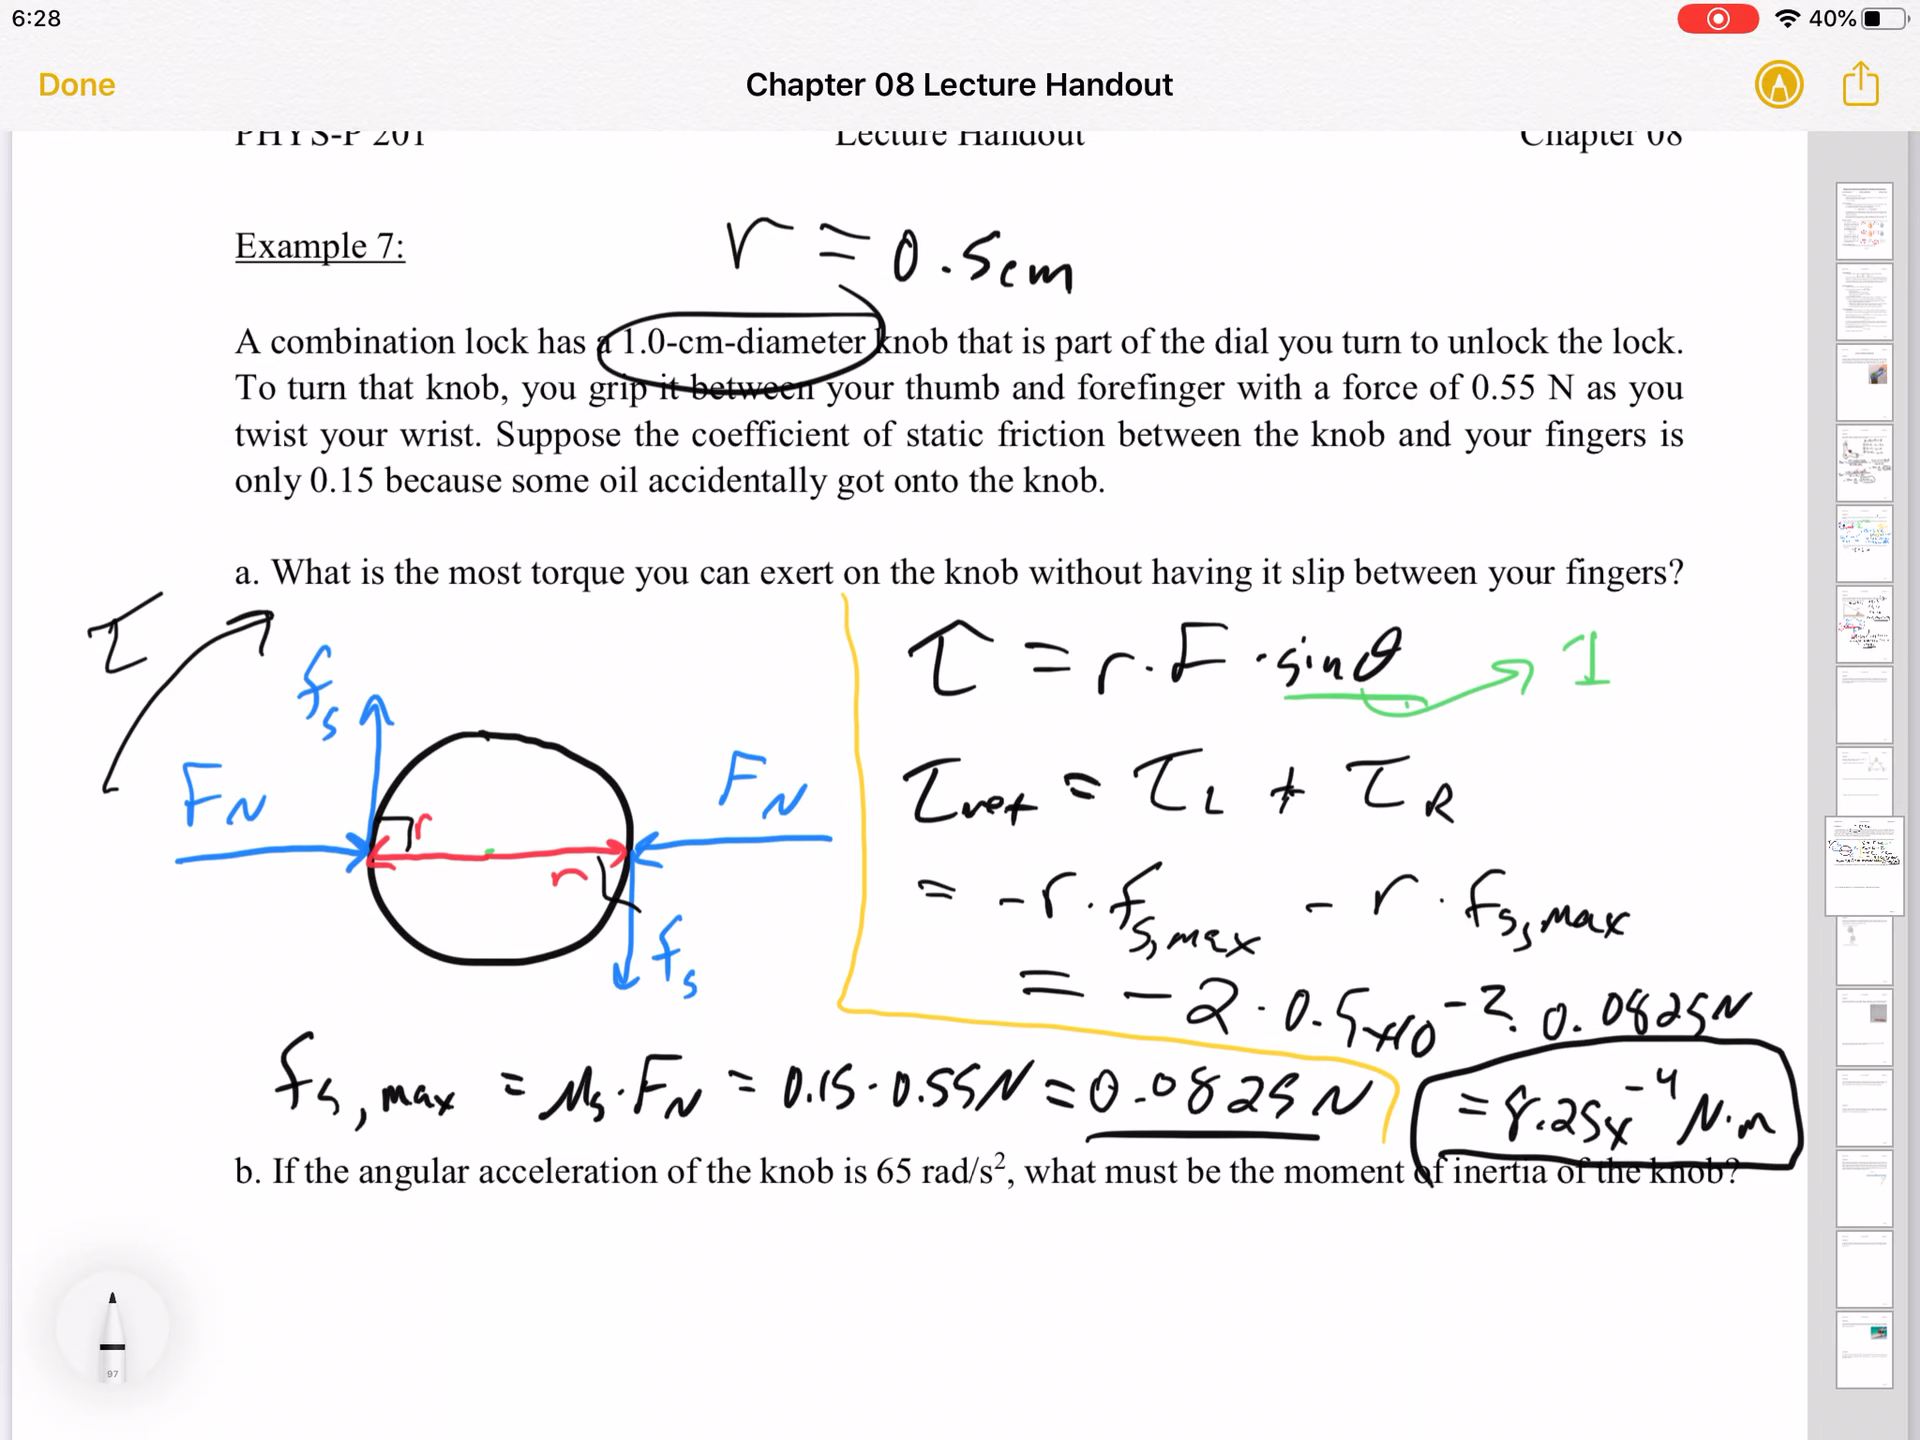 6:28
40%
Done
Chapter 08 Lecture Handout
PHYS-P 201
Lecture Handout
Chapter 08
Example 7:
r = 0.5cm
A combination lock has a 1.0-cm-diameter knob that is part of the dial you turn to unlock the lock.
To turn that knob, you grip it between your thumb and forefinger with a force of 0.55 N as you
twist your wrist. Suppose the coefficient of static friction between the knob and your fingers is
only 0.15 because some oil accidentally got onto the knob.
a. What is the most torque you can exert on the knob without having it slip between your fingers?
τ
fs
FN
FN
r
r
fs
τ = r · F · sinθ
1
τnet = τL + τR
= - r · fs,max - r · fs,max
= - 2 · 0.5x10⁻² · 0.0825N
fs,max = μs · FN = 0.15 · 0.55N = 0.0825 N
= 8.25x⁻⁴ N·m
b. If the angular acceleration of the knob is 65 rad/s², what must be the moment of inertia of the knob?
97